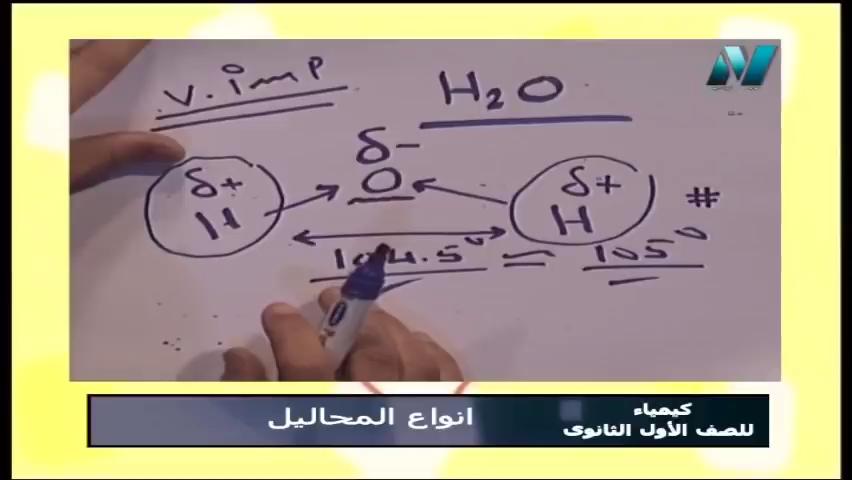 V. imp
H₂O
δ-
δ+ O δ+
H H #
104.5° ≃ 105°
كيمياء
للصف الأول الثانوى
انواع المحاليل